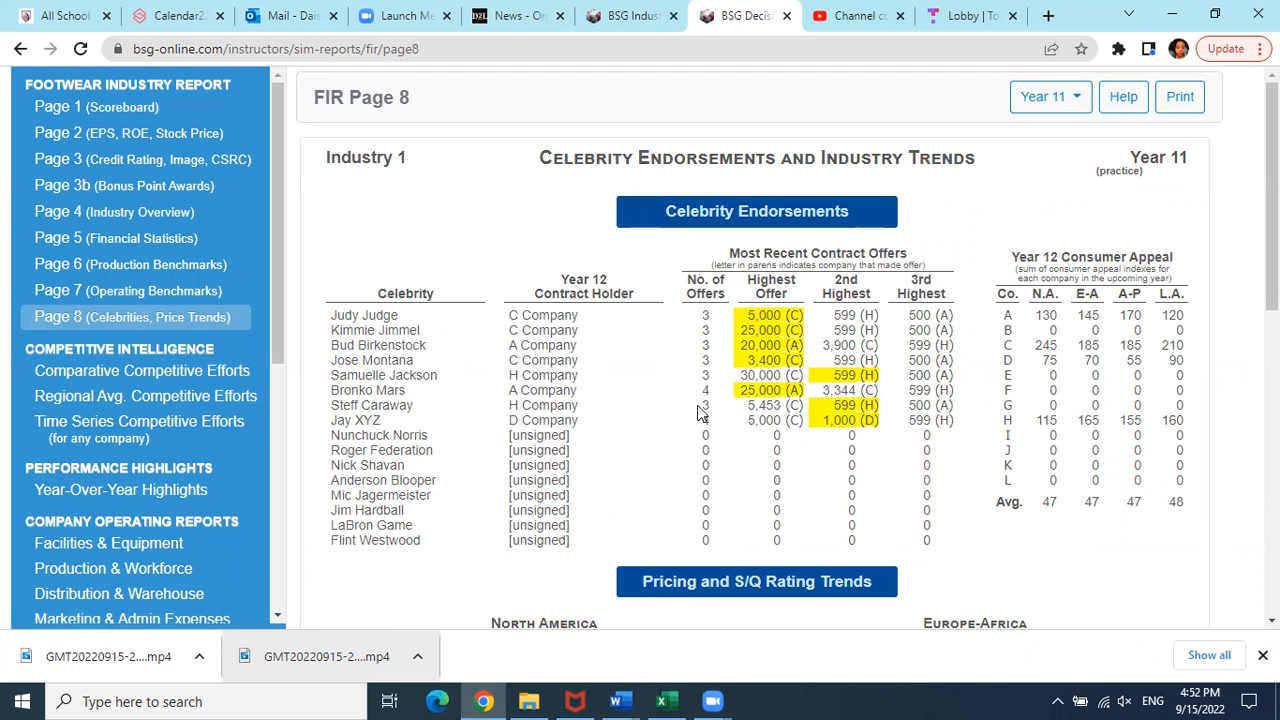 All School
Calendar2
Mail - Dais
Launch Me
News - Or
BSG Indus
BSG Decisi
Channel co
Lobby | To
bsg-online.com/instructors/sim-reports/fir/page8
Update
FOOTWEAR INDUSTRY REPORT
Page 1 (Scoreboard)
Page 2 (EPS, ROE, Stock Price)
Page 3 (Credit Rating, Image, CSRC)
Page 3b (Bonus Point Awards)
Page 4 (Industry Overview)
Page 5 (Financial Statistics)
Page 6 (Production Benchmarks)
Page 7 (Operating Benchmarks)
Page 8 (Celebrities, Price Trends)
COMPETITIVE INTELLIGENCE
Comparative Competitive Efforts
Regional Avg. Competitive Efforts
Time Series Competitive Efforts
(for any company)
PERFORMANCE HIGHLIGHTS
Year-Over-Year Highlights
COMPANY OPERATING REPORTS
Facilities & Equipment
Production & Workforce
Distribution & Warehouse
Marketing & Admin Expenses
FIR Page 8
Year 11 Help Print
Industry 1 CELEBRITY ENDORSEMENTS AND INDUSTRY TRENDS Year 11
(practice)
Celebrity Endorsements
Most Recent Contract Offers
(letter in parens indicates company that made offer)
Celebrity
Year 12
Contract Holder
No. of
Offers
Highest
Offer
2nd
Highest
3rd
Highest
Judy Judge C Company 3 5,000 (C) 599 (H) 500 (A)
Kimmie Jimmel C Company 3 25,000 (C) 599 (H) 500 (A)
Bud Birkenstock A Company 3 20,000 (A) 3,900 (C) 599 (H)
Jose Montana C Company 3 3,400 (C) 599 (H) 500 (A)
Samuelle Jackson H Company 3 30,000 (C) 599 (H) 500 (A)
Bronko Mars A Company 4 25,000 (A) 3,344 (C) 599 (H)
Steff Caraway H Company 3 5,453 (C) 599 (H) 500 (A)
Jay XYZ D Company 5,000 (C) 1,000 (D) 599 (H)
Nunchuck Norris [unsigned] 0 0 0 0
Roger Federation [unsigned] 0 0 0 0
Nick Shavan [unsigned] 0 0 0 0
Anderson Blooper [unsigned] 0 0 0 0
Mic Jagermeister [unsigned] 0 0 0 0
Jim Hardball [unsigned] 0 0 0 0
LaBron Game [unsigned] 0 0 0 0
Flint Westwood [unsigned] 0 0 0 0
Year 12 Consumer Appeal
(sum of consumer appeal indexes for
each company in the upcoming year)
Co. N.A. E-A A-P L.A.
A 130 145 170 120
B 0 0 0 0
C 245 185 185 210
D 75 70 55 90
E 0 0 0 0
F 0 0 0 0
G 0 0 0 0
H 115 165 155 160
I 0 0 0 0
J 0 0 0 0
K 0 0 0 0
L 0 0 0 0
Avg. 47 47 47 48
Pricing and S/Q Rating Trends
NORTH AMERICA EUROPE-AFRICA
GMT20220915-2....mp4
GMT20220915-2....mp4
Show all
Type here to search
ENG
4:52 PM
9/15/2022